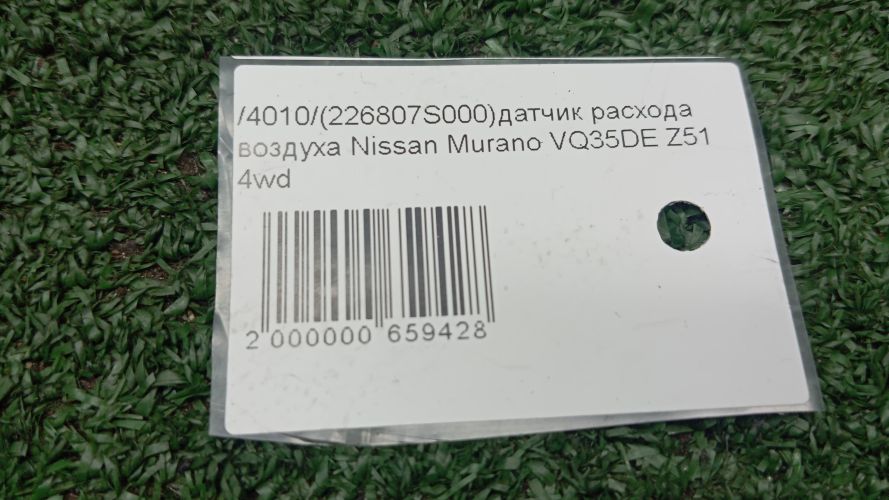 /4010/(226807S000)датчик расхода
воздуха Nissan Murano VQ35DE Z51
4wd
2 000000 659428